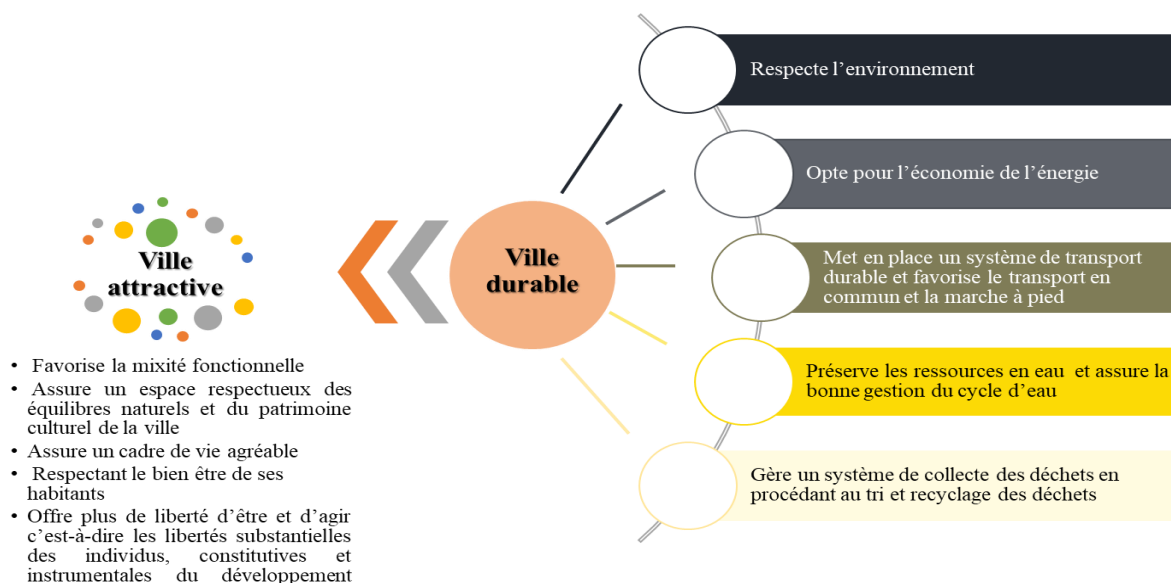 Respecte l'environnement
Opte pour l'économie de l'énergie
Met en place un système de transport
durable et favorise le transport en
commun et la marche à pied
Préserve les ressources en eau et assure la
bonne gestion du cycle d'eau
Gère un système de collecte des déchets en
procédant au tri et recyclage des déchets
Ville
durable
Ville
attractive
• Favorise la mixité fonctionnelle
• Assure un espace respectueux des
équilibres naturels et du patrimoine
culturel de la ville
• Assure un cadre de vie agréable
• Respectant le bien être de ses
habitants
• Offre plus de liberté d'être et d'agir
c'est-à-dire les libertés substantielles
des individus, constitutives et
instrumentales du développement